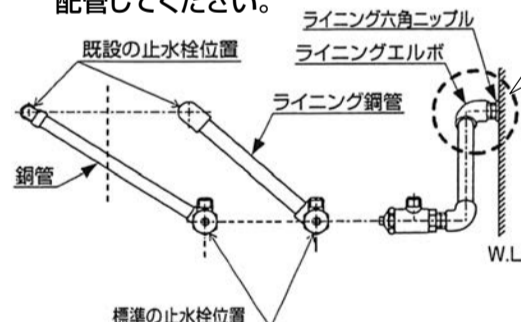 配管してください。
ライニング六角ニップル
既設の止水栓位置
ライニングエルボ
ライニング鋼管
銅管
W.L
標準の止水栓位置